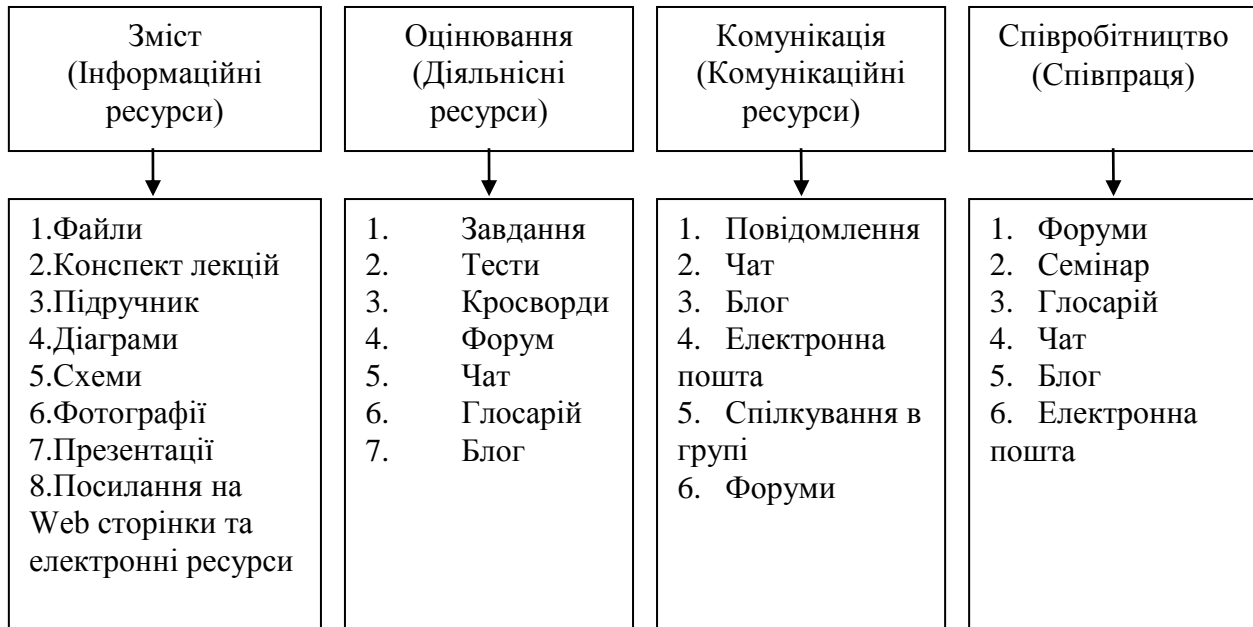 Зміст
(Інформаційні
ресурси)
Оцінювання
(Діяльнісні
ресурси)
Комунікація
(Комунікаційні
ресурси)
Співробітництво
(Співпраця)
1.Файли
2.Конспект лекцій
3.Підручник
4.Діаграми
5.Схеми
6.Фотографії
7.Презентації
8.Посилання на
Web сторінки та
електронні ресурси
1. Завдання
2. Тести
3. Кросворди
4. Форум
5. Чат
6. Глосарій
7. Блог
1. Повідомлення
2. Чат
3. Блог
4. Електронна
пошта
5. Спілкування в
групі
6. Форуми
1. Форуми
2. Семінар
3. Глосарій
4. Чат
5. Блог
6. Електронна
пошта